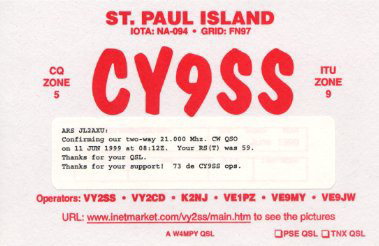 ST. PAUL ISLAND
IOTA: NA-094 • GRID: FN97
CQ
ZONE
5
CY9SS
ITU
ZONE
9
ARS JL2AXU:
Confirming our two-way 21.000 Mhz. CW QSO
on 11 JUN 1999 at 08:12Z. Your RS(T) was 59.
Thanks for your QSL.
Thanks for your support! 73 de CY9SS ops.
Operators: VY2SS • VY2CD • K2NJ • VE1PZ • VE9MY • VE9JW
URL: www.inetmarket.com/vy2ss/main.htm to see the pictures
A W4MPY QSL
☐PSE QSL ☐TNX QSL